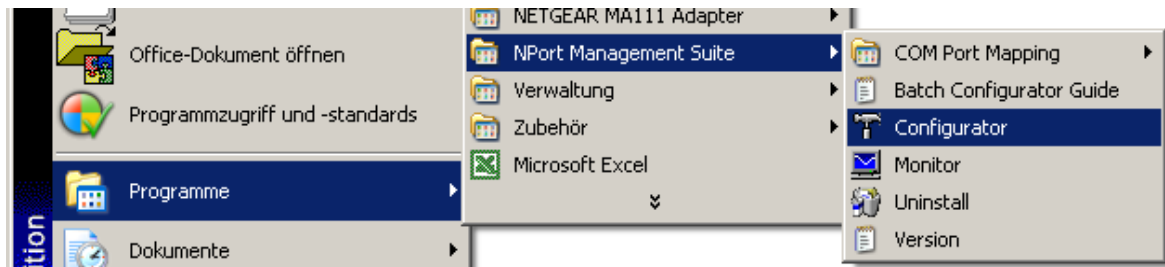 Office-Dokument öffnen
Programmzugriff und -standards
Programme
Dokumente
ition
NETGEAR MA111 Adapter
NPort Management Suite
Verwaltung
Zubehör
Microsoft Excel
COM Port Mapping
Batch Configurator Guide
Configurator
Monitor
Uninstall
Version